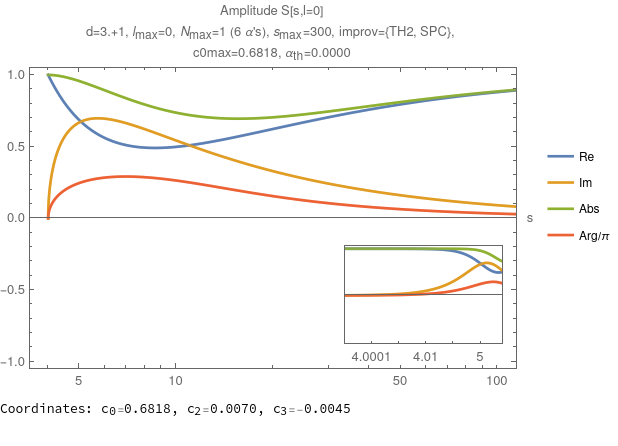 Amplitude S[s,l=0]
d=3.+1, lmax=0, Nmax=1 (6 α's), smax=300, improv={TH2, SPC},
c0max=0.6818, αth=0.0000
1.0
0.5
0.0
-0.5
-1.0
s
5 10 50 100
4.0001 4.01 5
Re
Im
Abs
Arg/π
Coordinates: c0=0.6818, c2=0.0070, c3=-0.0045